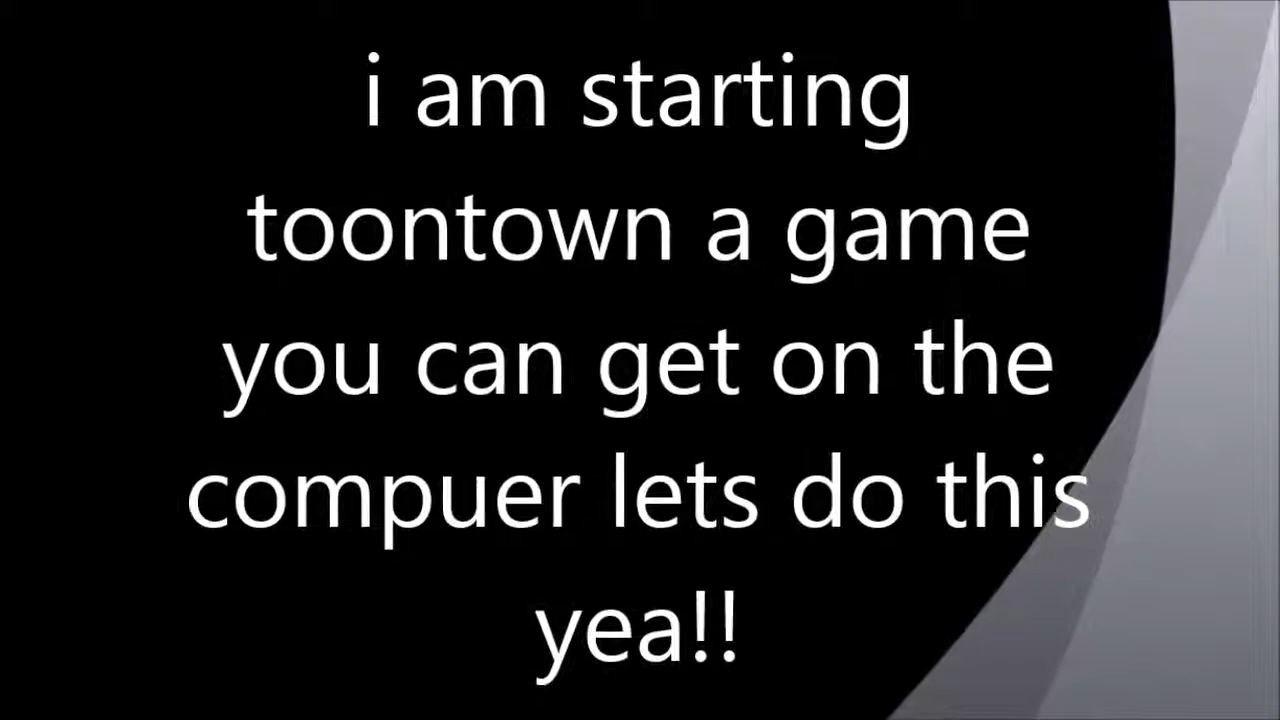 i am starting
toontown a game
you can get on the
compuer lets do this
yea!!